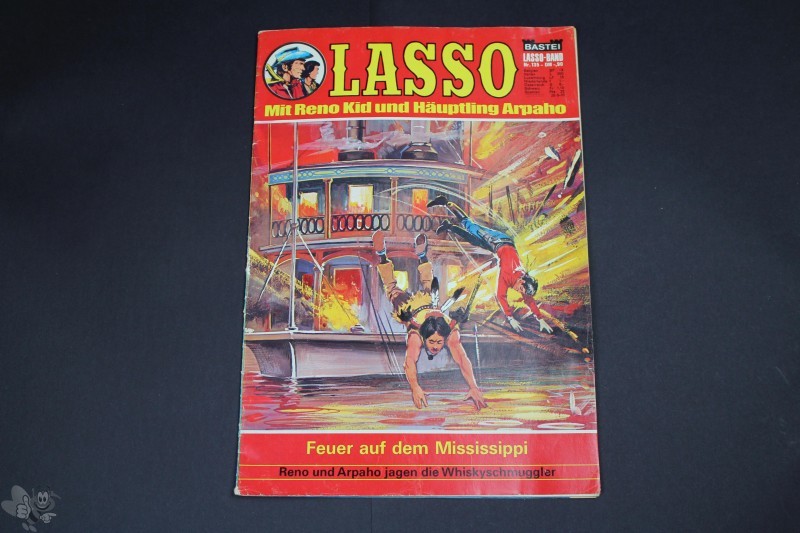 LASSO
BASTEI
LASSO-BAND
Mit Reno Kid und Häuptling Arpaho
Feuer auf dem Mississippi
Reno und Arpaho jagen die Whiskyschmuggler